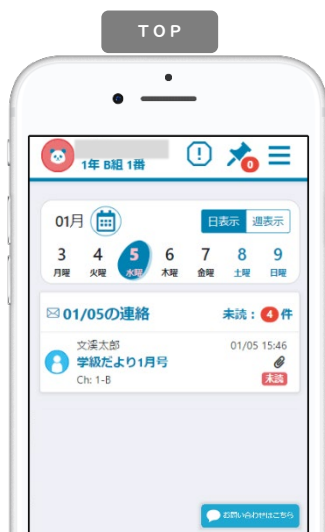 TOP
1年 B組 1番
0
01月
日表示 週表示
3 4 5 6 7 8 9
月曜 火曜 水曜 木曜 金曜 土曜 日曜
01/05の連絡 未読：4件
文渓太郎 01/05 15:46
学級だより1月号
Ch: 1-B 未読
お問い合わせはこちら